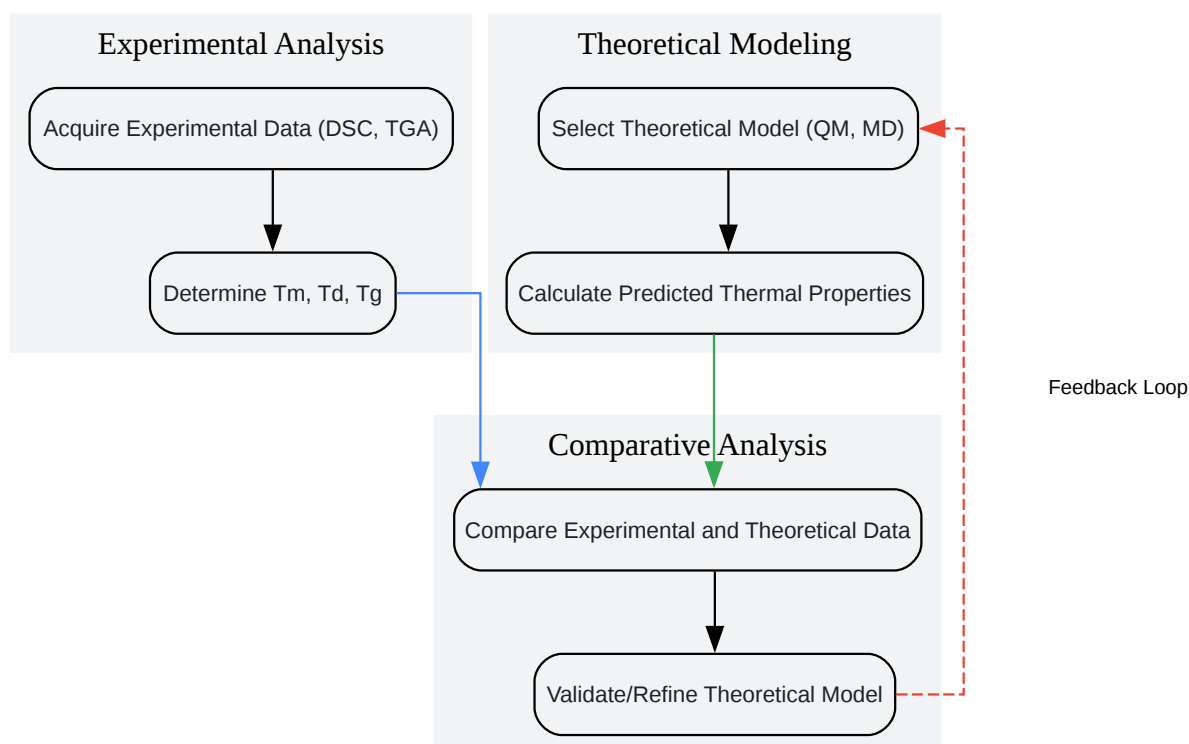 Experimental Analysis
Acquire Experimental Data (DSC, TGA)
Determine Tm, Td, Tg
Theoretical Modeling
Select Theoretical Model (QM, MD)
Calculate Predicted Thermal Properties
Feedback Loop
Comparative Analysis
Compare Experimental and Theoretical Data
Validate/Refine Theoretical Model